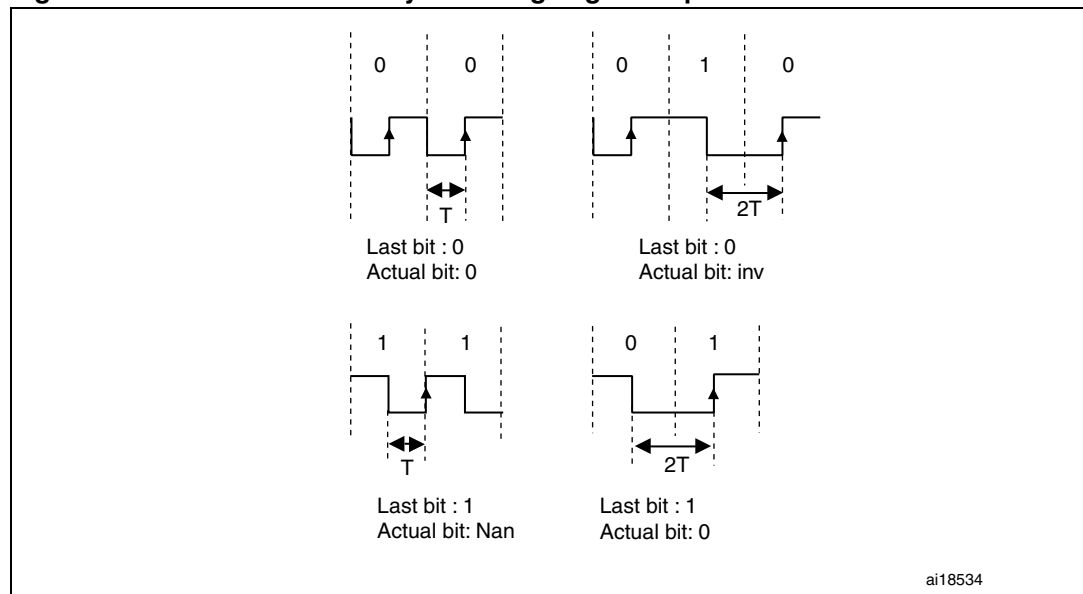 0 0
0 1 0
T
2T
Last bit : 0
Actual bit: 0
Last bit : 0
Actual bit: inv
1 1
0 1
T
2T
Last bit : 1
Actual bit: Nan
Last bit : 1
Actual bit: 0
ai18534